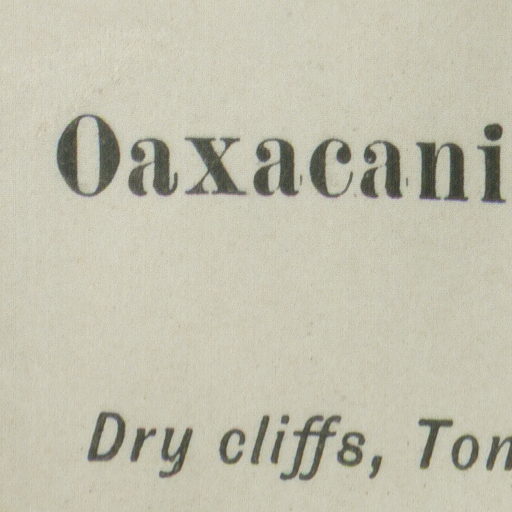 Oaxacani
Dry cliffs, Ton